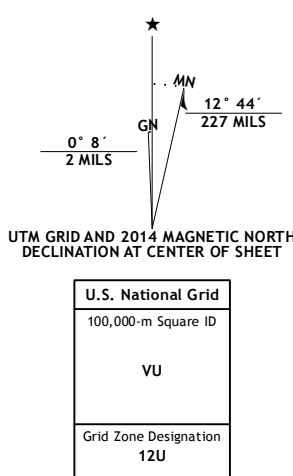 ★
MN
GN
12° 44´
227 MILS
0° 8´
2 MILS
UTM GRID AND 2014 MAGNETIC NORTH
DECLINATION AT CENTER OF SHEET
U.S. National Grid
100,000-m Square ID
VU
Grid Zone Designation
12U